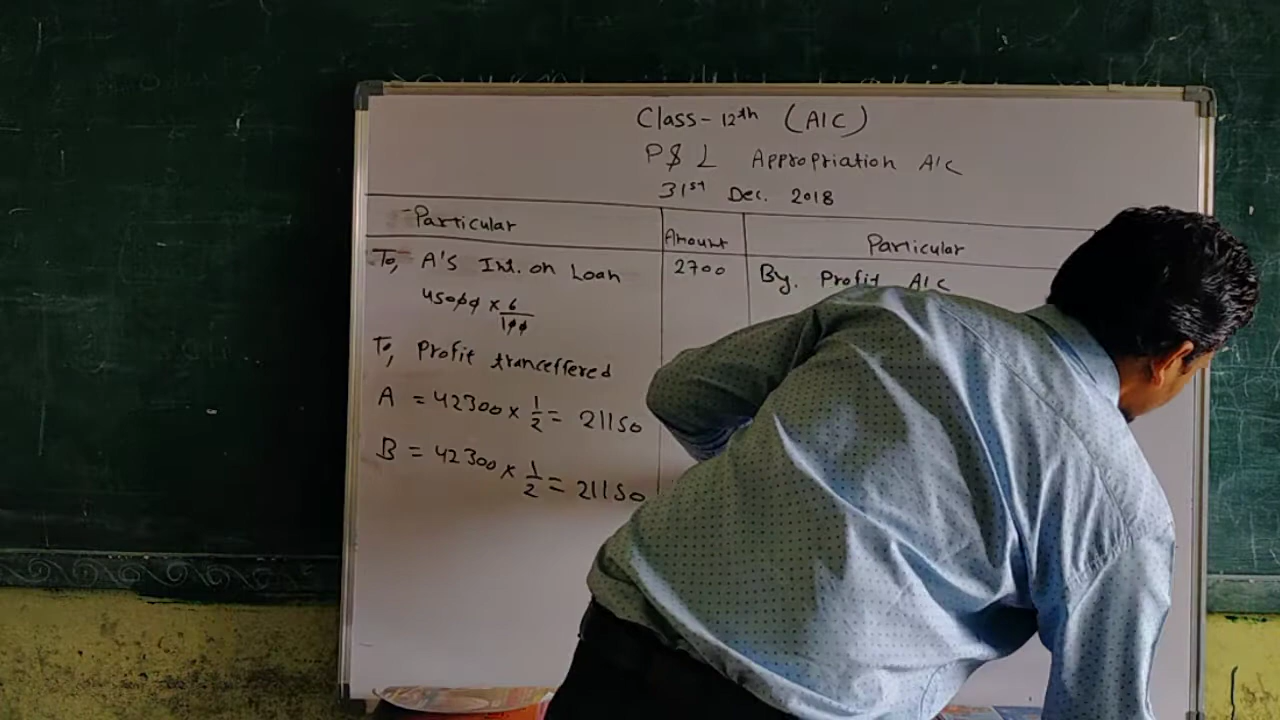 Class-12th (A/C)
P$L Appropriation A/C
31st Dec. 2018
Particular Amount Particular
To, A's Int. on Loan 2700 By. Profit A/C
45000 × 6/100
To, Profit tranceffered
A = 42300 × 1/2 = 21150
B = 42300 × 1/2 = 21150